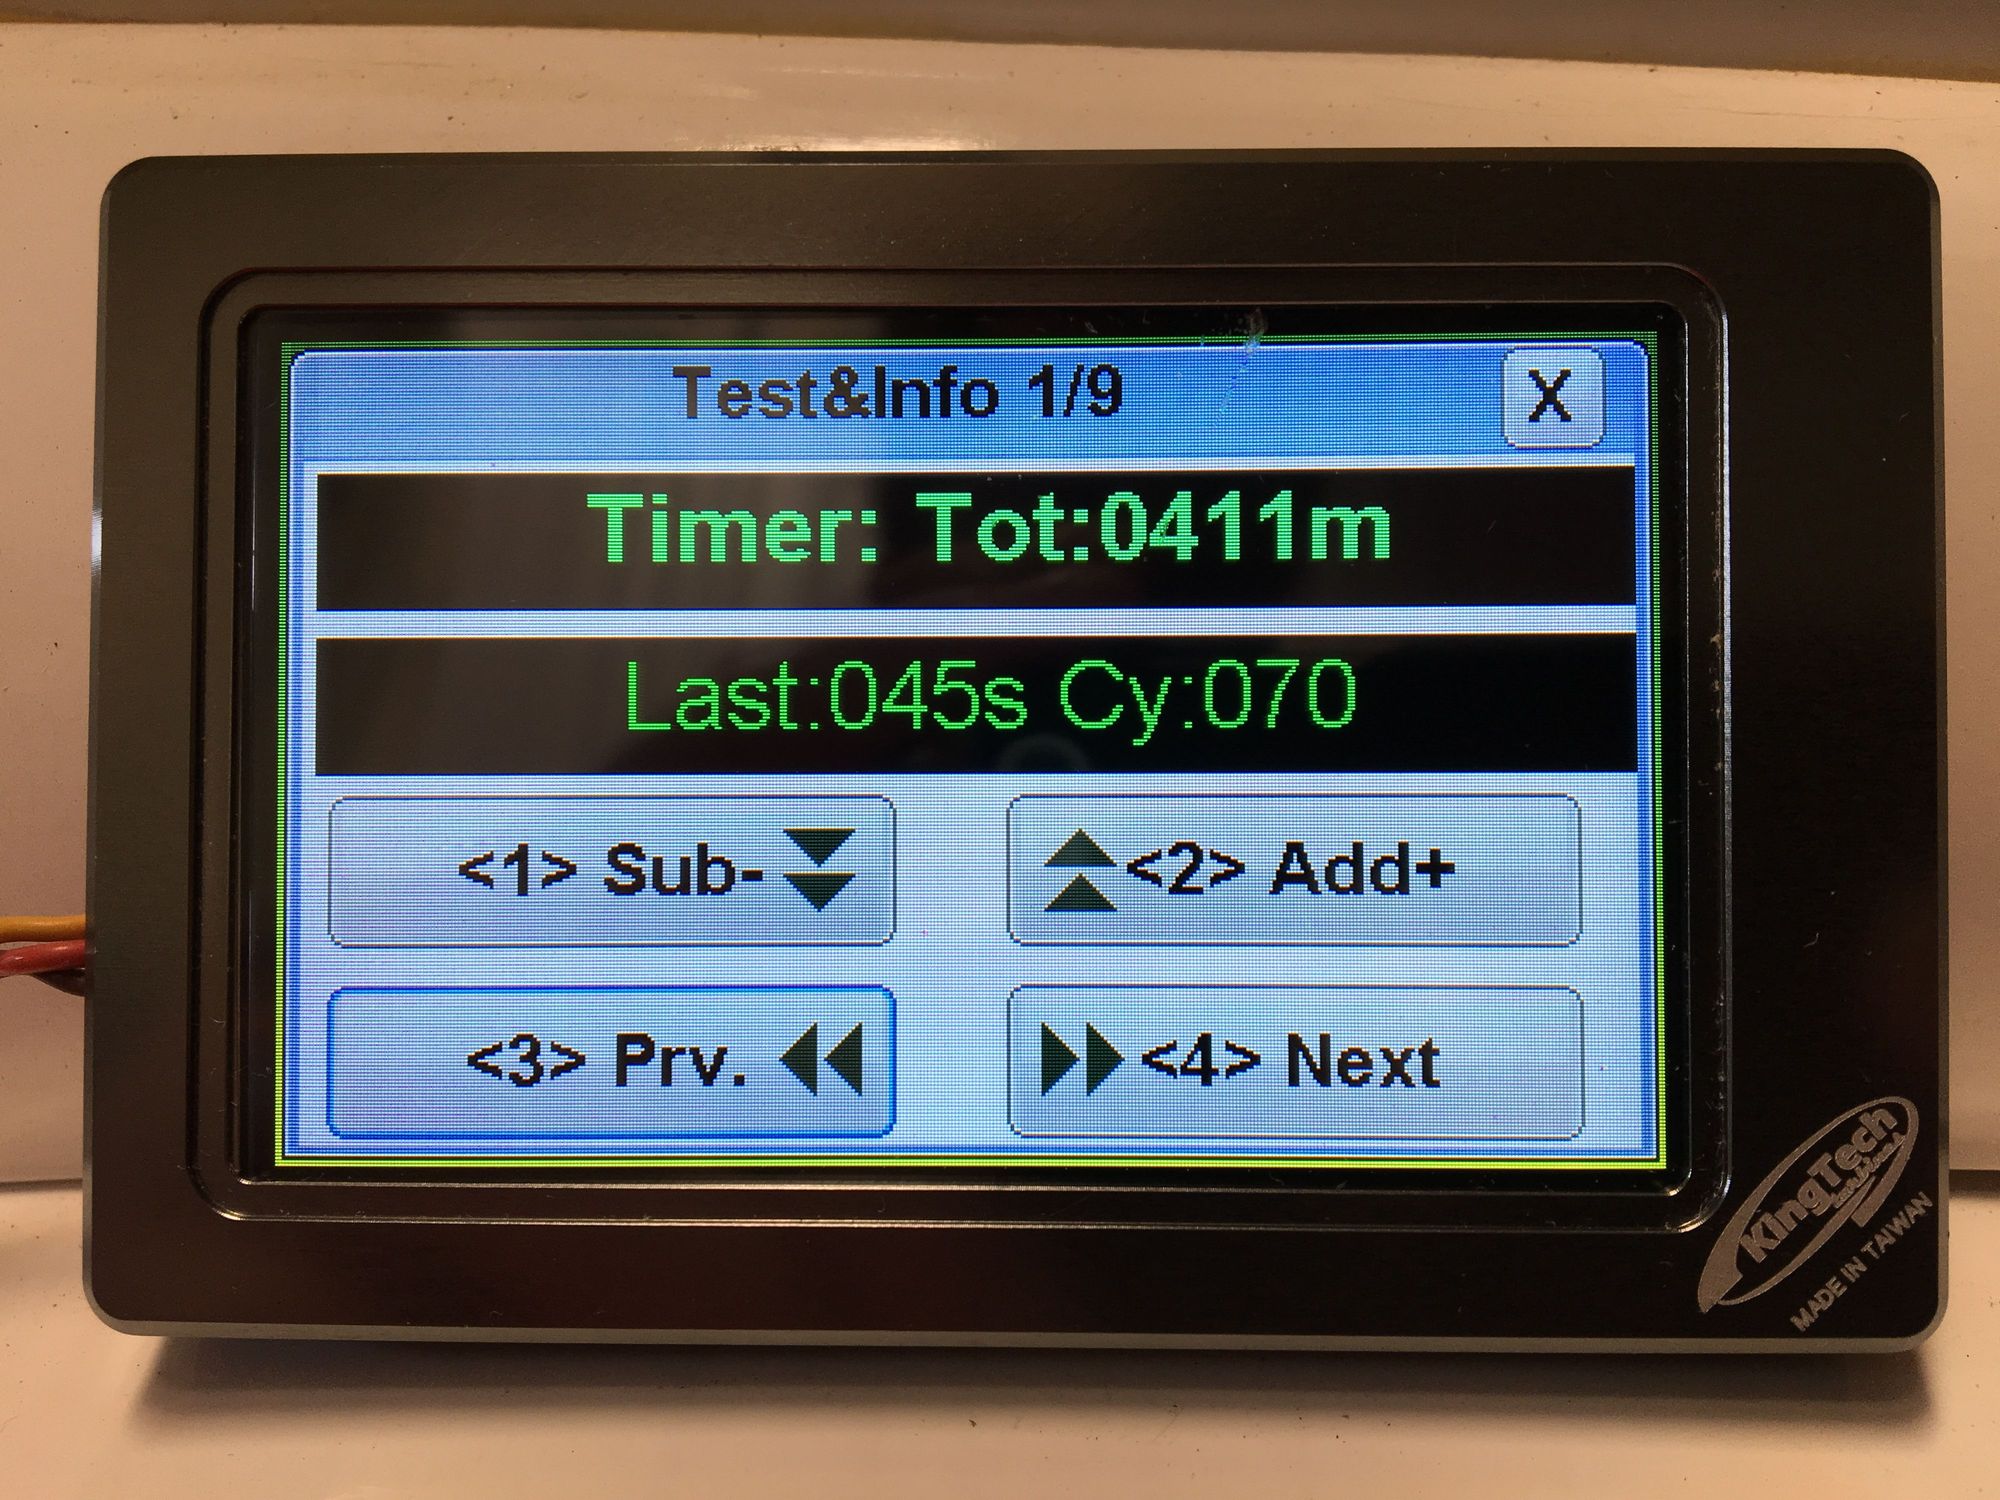 Test&Info 1/9
X
Timer: Tot:0411m
Last:045s Cy:070
<1> Sub-
<2> Add+
<3> Prv.
<4> Next
KingTech
MADE IN TAIWAN